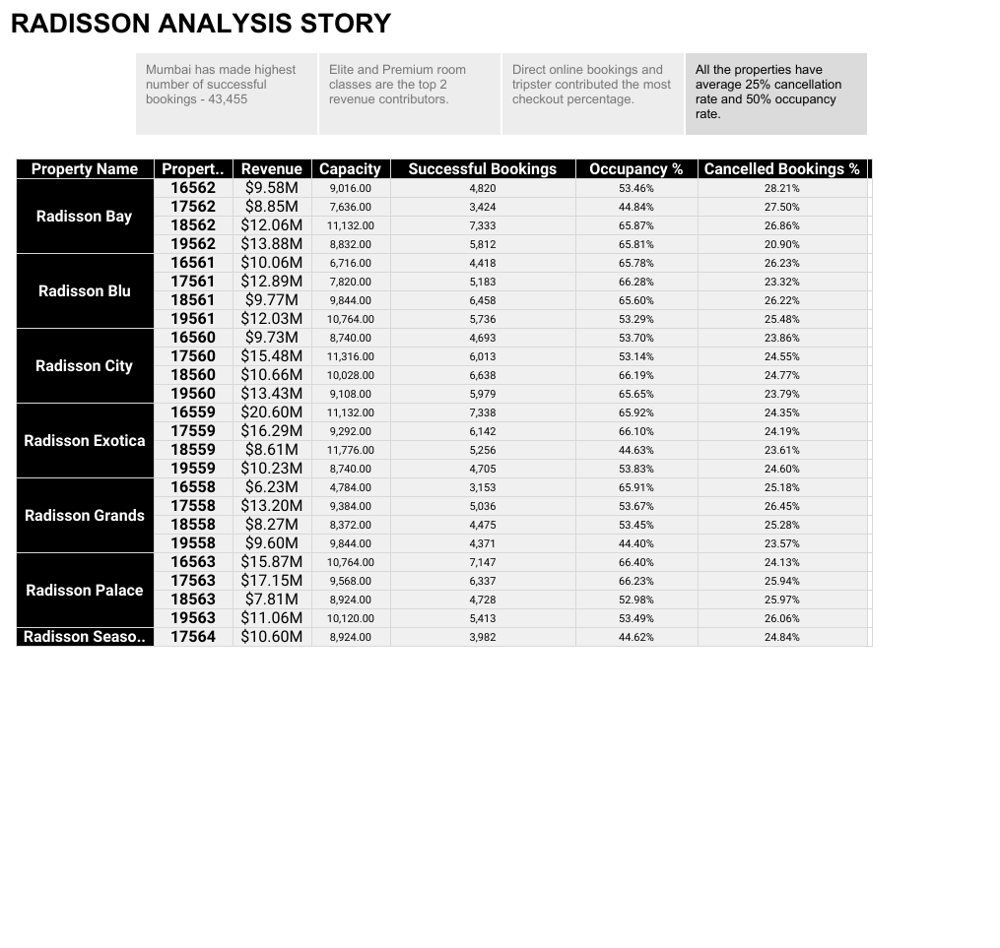 RADISSON ANALYSIS STORY
Mumbai has made highest
number of successful
bookings - 43,455
Elite and Premium room
classes are the top 2
revenue contributors.
Direct online bookings and
tripster contributed the most
checkout percentage.
All the properties have
average 25% cancellation
rate and 50% occupancy
rate.
Property Name Propert.. Revenue Capacity Successful Bookings Occupancy % Cancelled Bookings %
Radisson Bay
16562 $9.58M 9,016.00 4,820 53.46% 28.21%
17562 $8.85M 7,636.00 3,424 44.84% 27.50%
18562 $12.06M 11,132.00 7,333 65.87% 26.86%
19562 $13.88M 8,832.00 5,812 65.81% 20.90%
Radisson Blu
16561 $10.06M 6,716.00 4,418 65.78% 26.23%
17561 $12.89M 7,820.00 5,183 66.28% 23.32%
18561 $9.77M 9,844.00 6,458 65.60% 26.22%
19561 $12.03M 10,764.00 5,736 53.29% 25.48%
Radisson City
16560 $9.73M 8,740.00 4,693 53.70% 23.86%
17560 $15.48M 11,316.00 6,013 53.14% 24.55%
18560 $10.66M 10,028.00 6,638 66.19% 24.77%
19560 $13.43M 9,108.00 5,979 65.65% 23.79%
Radisson Exotica
16559 $20.60M 11,132.00 7,338 65.92% 24.35%
17559 $16.29M 9,292.00 6,142 66.10% 24.19%
18559 $8.61M 11,776.00 5,256 44.63% 23.61%
19559 $10.23M 8,740.00 4,705 53.83% 24.60%
Radisson Grands
16558 $6.23M 4,784.00 3,153 65.91% 25.18%
17558 $13.20M 9,384.00 5,036 53.67% 26.45%
18558 $8.27M 8,372.00 4,475 53.45% 25.28%
19558 $9.60M 9,844.00 4,371 44.40% 23.57%
Radisson Palace
16563 $15.87M 10,764.00 7,147 66.40% 24.13%
17563 $17.15M 9,568.00 6,337 66.23% 25.94%
18563 $7.81M 8,924.00 4,728 52.98% 25.97%
19563 $11.06M 10,120.00 5,413 53.49% 26.06%
Radisson Seaso.. 17564 $10.60M 8,924.00 3,982 44.62% 24.84%